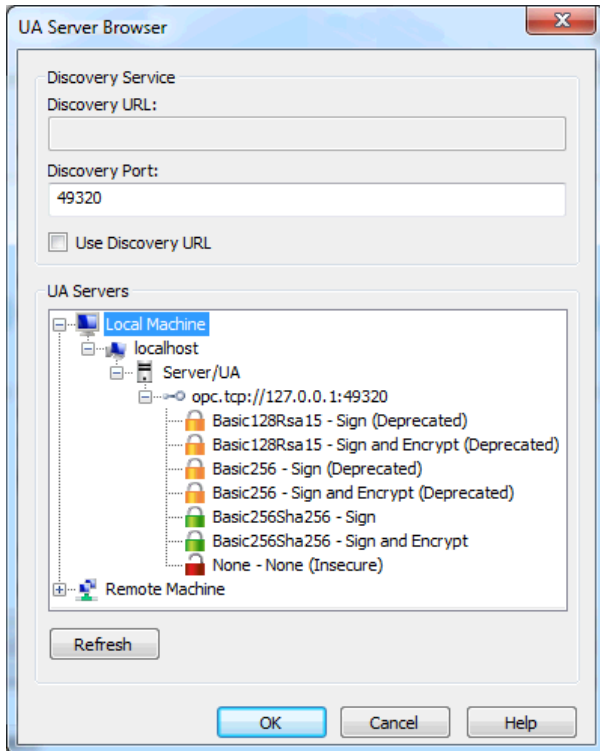 UA Server Browser
Discovery Service
Discovery URL:
Discovery Port:
49320
Use Discovery URL
UA Servers
Local Machine
localhost
Server/UA
opc.tcp://127.0.0.1:49320
Basic128Rsa15 - Sign (Deprecated)
Basic128Rsa15 - Sign and Encrypt (Deprecated)
Basic256 - Sign (Deprecated)
Basic256 - Sign and Encrypt (Deprecated)
Basic256Sha256 - Sign
Basic256Sha256 - Sign and Encrypt
None - None (Insecure)
Remote Machine
Refresh
OK Cancel Help